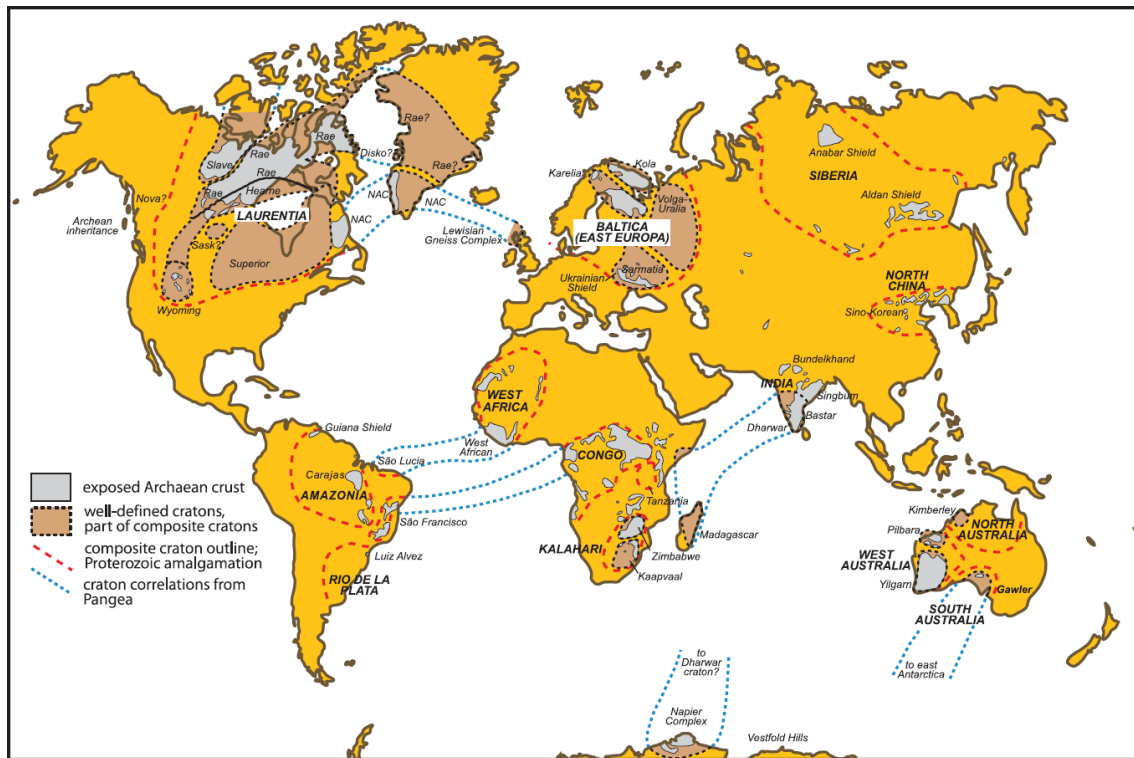 Rae?
Rae
Rae
Slave
Rae
Disko?
Rae?
Rae
Hearne
Nova?
NAC
NAC
NAC
LAURENTIA
Archean
inheritance
Sask?
Superior
Wyoming
Lewisian
Gneiss Complex
Kola
Karelia
Volga-
Uralia
BALTICA
(EAST EUROPA)
Sarmatia
Ukrainian
Shield
Anabar Shield
SIBERIA
Aldan Shield
NORTH
CHINA
Sino-Korean
Bundelkhand
INDIA
Singbum
Bastar
Dharwar
WEST
AFRICA
West
African
CONGO
Tanzania
Madagascar
Zimbabwe
Kaapvaal
KALAHARI
Guiana Shield
São Lucia
Carajas
AMAZONIA
São Francisco
Luiz Alvez
RIO DE LA
PLATA
Kimberley
Pilbara
NORTH
AUSTRALIA
WEST
AUSTRALIA
Yilgarn
Gawler
SOUTH
AUSTRALIA
to east
Antarctica
to
Dharwar
craton?
Napier
Complex
Vestfold Hills
exposed Archaean crust
well-defined cratons,
part of composite cratons
composite craton outline;
Proterozoic amalgamation
craton correlations from
Pangea